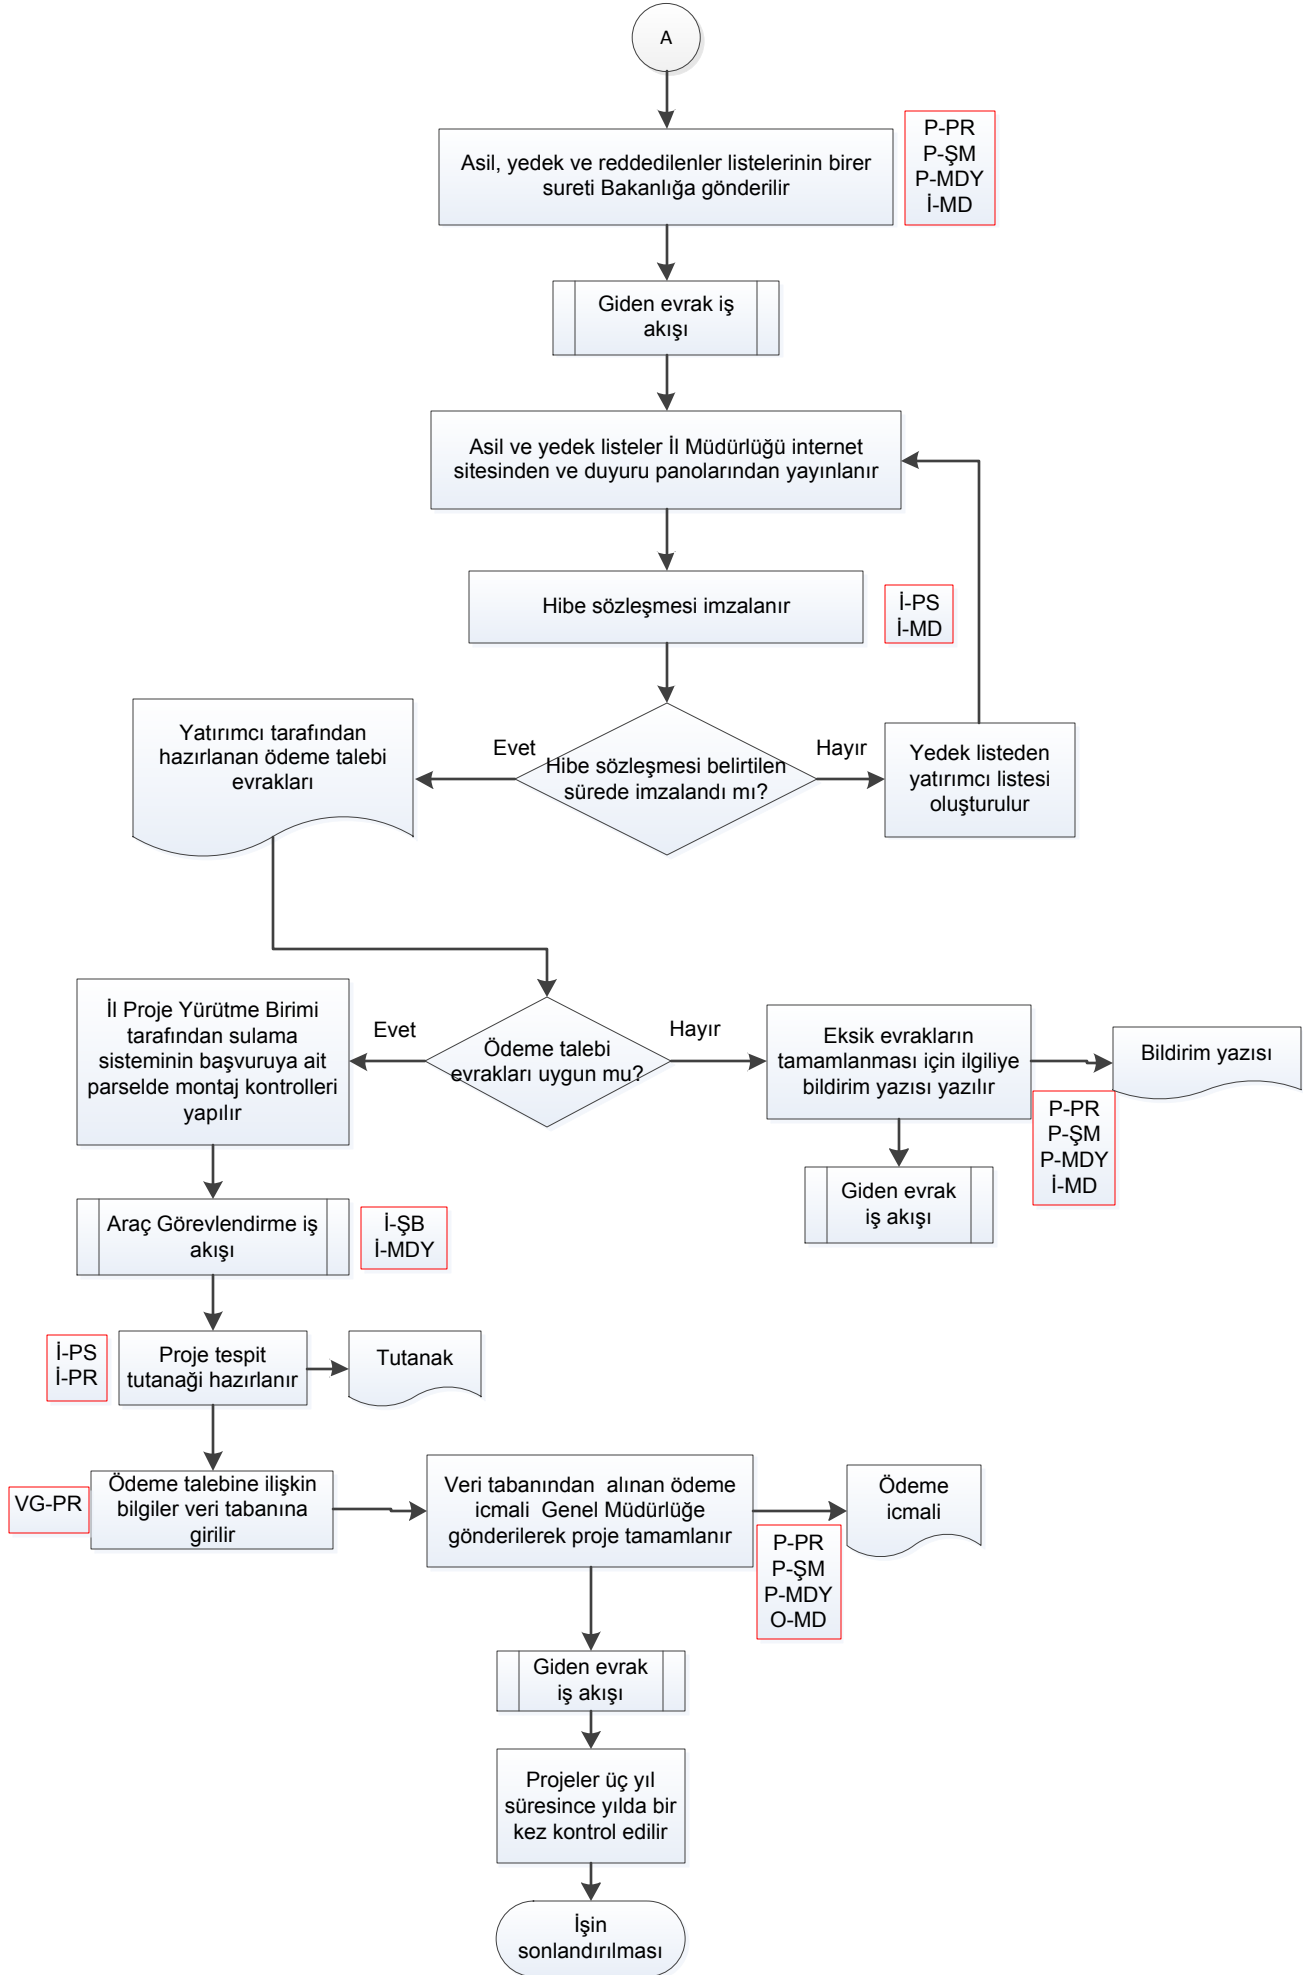 A
Asil, yedek ve reddedilenler listelerinin birer
sureti Bakanlığa gönderilir
P-PR
P-ŞM
P-MDY
İ-MD
Giden evrak iş
akışı
Asil ve yedek listeler İl Müdürlüğü internet
sitesinden ve duyuru panolarından yayınlanır
Hibe sözleşmesi imzalanır
İ-PS
İ-MD
Yatırımcı tarafından
hazırlanan ödeme talebi
evrakları
Evet
Hibe sözleşmesi belirtilen
sürede imzalandı mı?
Hayır
Yedek listeden
yatırımcı listesi
oluşturulur
İl Proje Yürütme Birimi
tarafından sulama
sisteminin başvuruya ait
parselde montaj kontrolleri
yapılır
Evet
Ödeme talebi
evrakları uygun mu?
Hayır
Eksik evrakların
tamamlanması için ilgiliye
bildirim yazısı yazılır
Bildirim yazısı
P-PR
P-ŞM
P-MDY
İ-MD
Giden evrak
iş akışı
Araç Görevlendirme iş
akışı
İ-ŞB
İ-MDY
İ-PS
İ-PR
Proje tespit
tutanaği hazırlanır
Tutanak
VG-PR
Ödeme talebine ilişkin
bilgiler veri tabanına
girilir
Veri tabanından alınan ödeme
icmali Genel Müdürlüğe
gönderilerek proje tamamlanır
Ödeme
icmali
P-PR
P-ŞM
P-MDY
O-MD
Giden evrak
iş akışı
Projeler üç yıl
süresince yılda bir
kez kontrol edilir
İşin
sonlandırılması